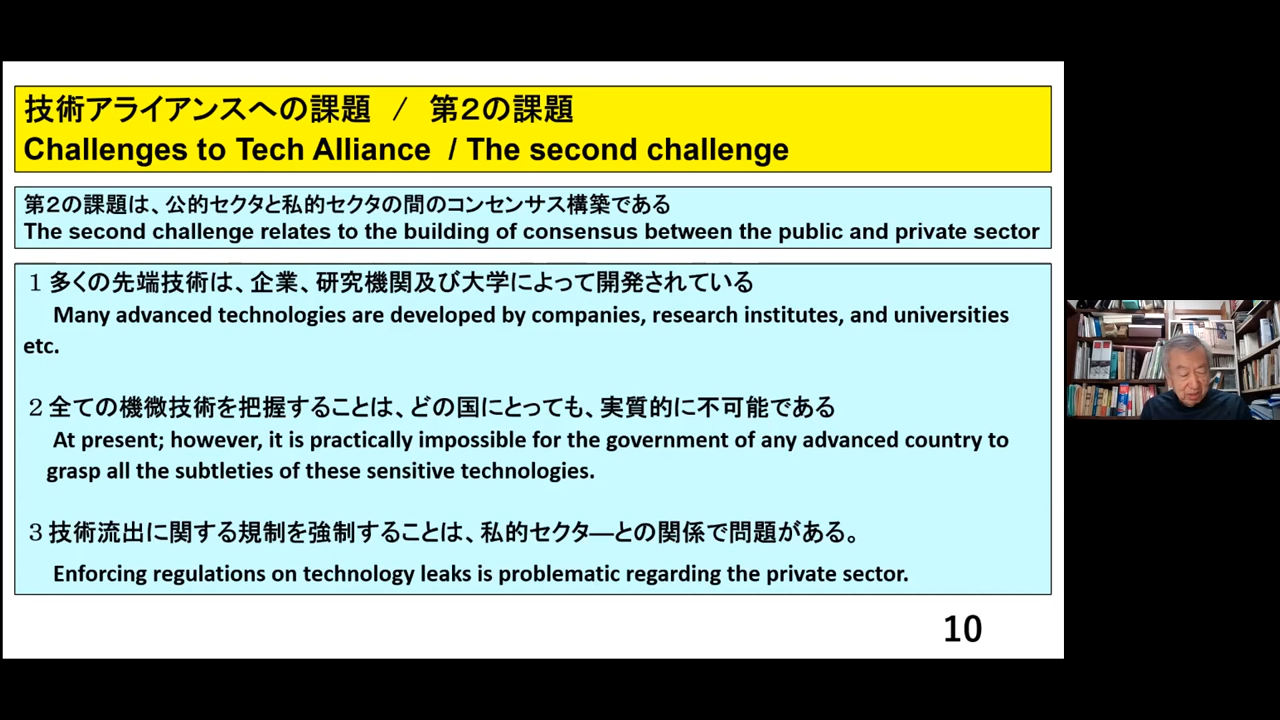 技術アライアンスへの課題 / 第２の課題
Challenges to Tech Alliance / The second challenge
第２の課題は、公的セクタと私的セクタの間のコンセンサス構築である
The second challenge relates to the building of consensus between the public and private sector
１多くの先端技術は、企業、研究機関及び大学によって開発されている
Many advanced technologies are developed by companies, research institutes, and universities
etc.
２全ての機微技術を把握することは、どの国にとっても、実質的に不可能である
At present; however, it is practically impossible for the government of any advanced country to
grasp all the subtleties of these sensitive technologies.
３技術流出に関する規制を強制することは、私的セクタ―との関係で問題がある。
Enforcing regulations on technology leaks is problematic regarding the private sector.
10